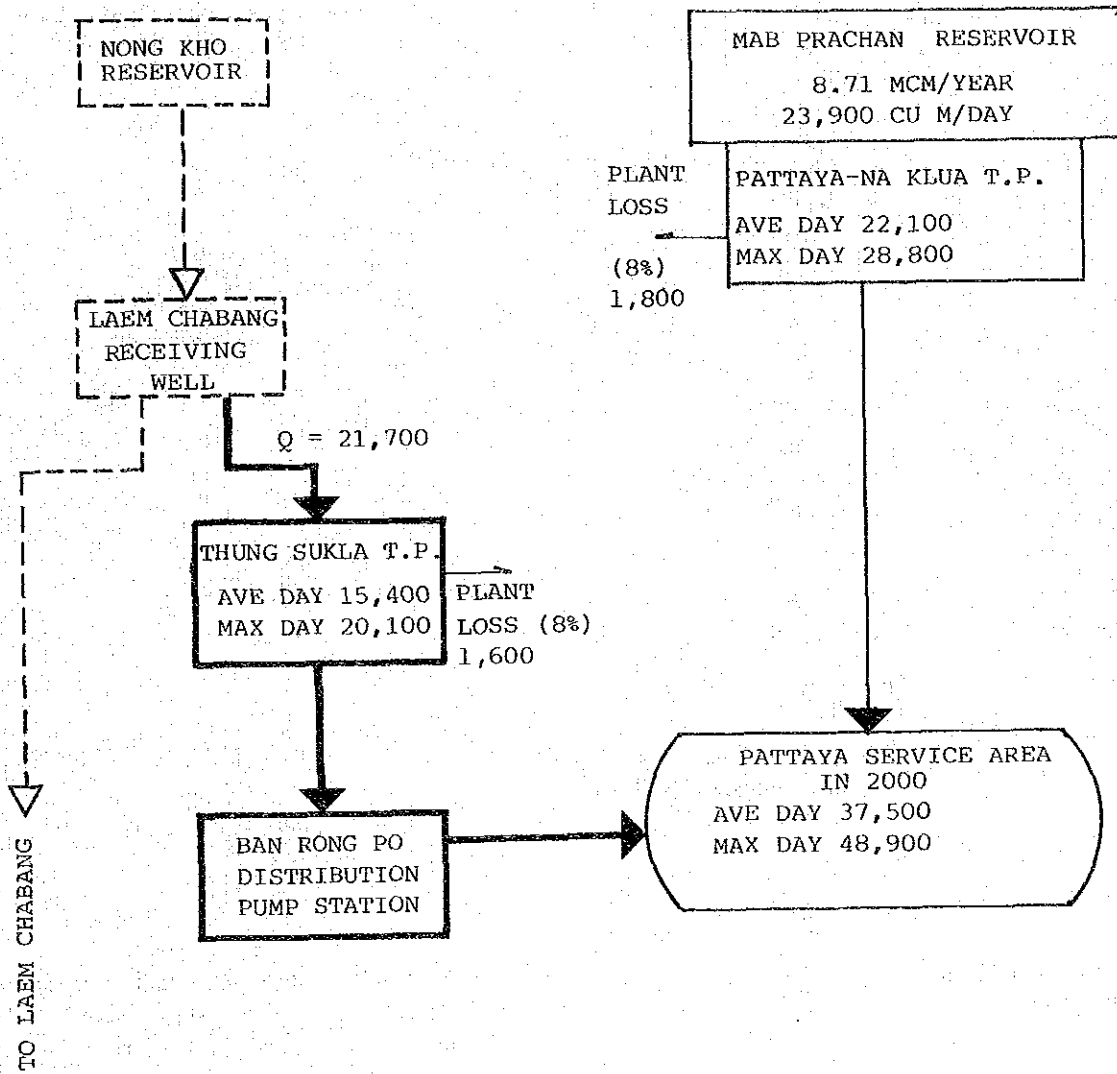 NONG KHO
RESERVOIR
MAB PRACHAN RESERVOIR
8.71 MCM/YEAR
23,900 CU M/DAY
PLANT
LOSS
(8%)
1,800
PATTAYA-NA KLUA T.P.
AVE DAY 22,100
MAX DAY 28,800
LAEM CHABANG
RECEIVING
WELL
Q = 21,700
THUNG SUKLA T.P.
AVE DAY 15,400
MAX DAY 20,100
PLANT
LOSS (8%)
1,600
BAN RONG PO
DISTRIBUTION
PUMP STATION
PATTAYA SERVICE AREA
IN 2000
AVE DAY 37,500
MAX DAY 48,900
TO LAEM CHABANG